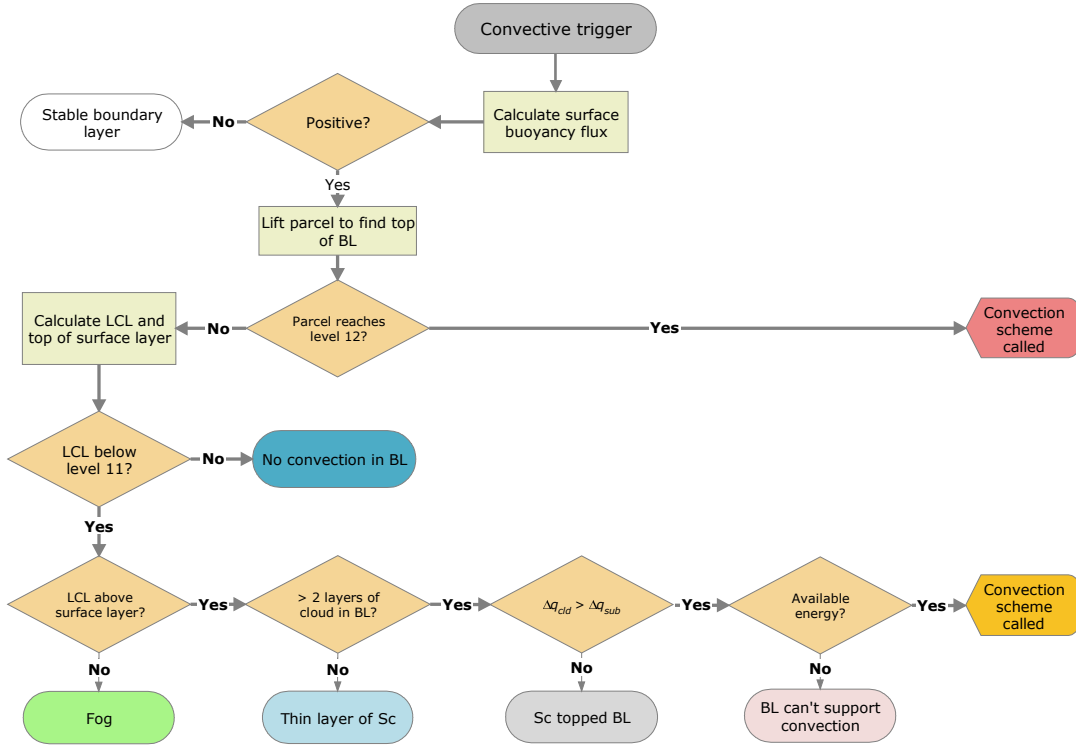 Convective trigger
Calculate surface
buoyancy flux
Positive?
No
Stable boundary
layer
Yes
Lift parcel to find top
of BL
Parcel reaches
level 12?
Yes
Convection
scheme
called
No
Calculate LCL and
top of surface layer
LCL below
level 11?
No
No convection in BL
Yes
LCL above
surface layer?
Yes
> 2 layers of
cloud in BL?
Yes
Δq_cld > Δq_sub
Yes
Available
energy?
Yes
Convection
scheme
called
No
Fog
No
Thin layer of Sc
No
Sc topped BL
No
BL can't support
convection